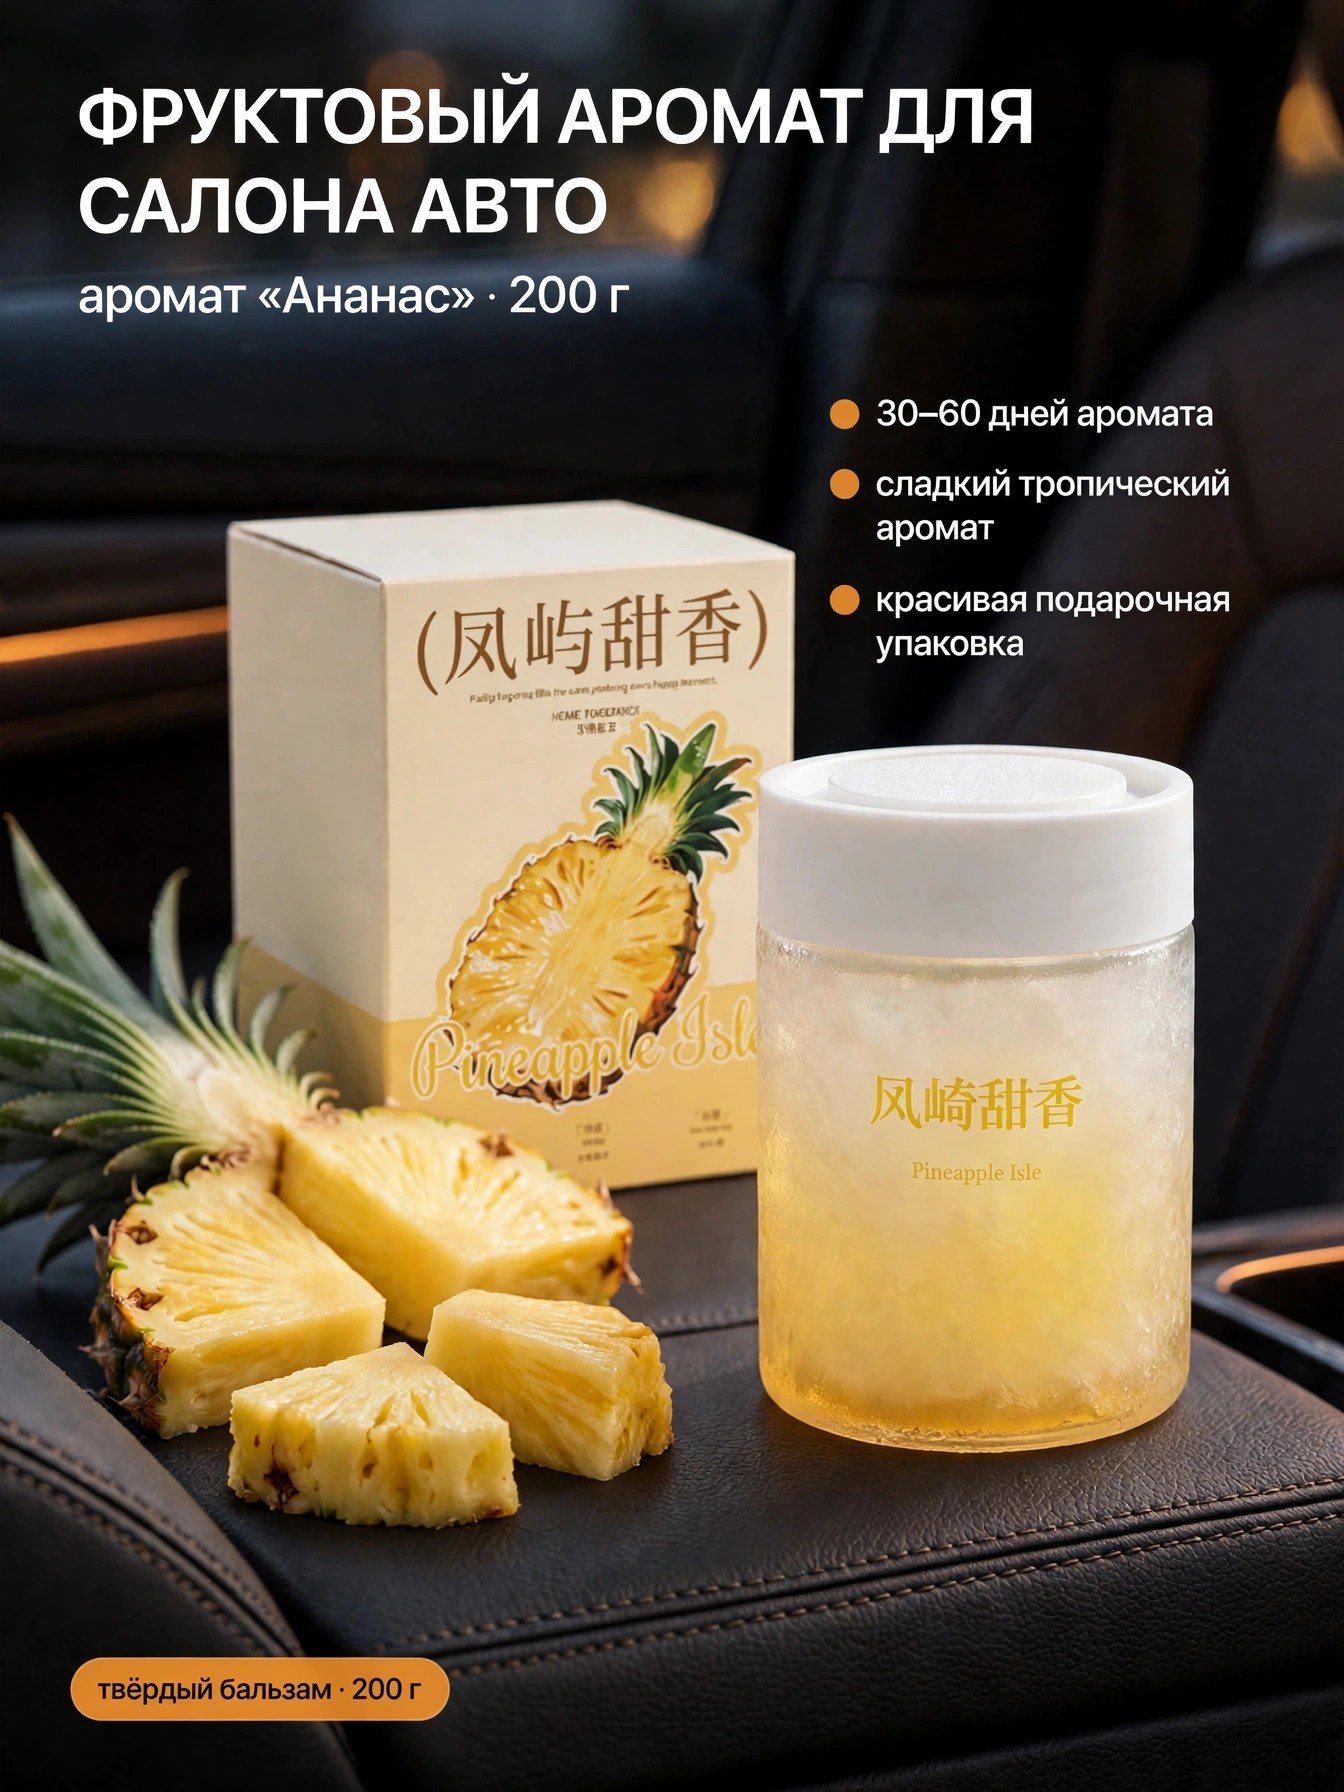 ФРУКТОВЫЙ АРОМАТ ДЛЯ
САЛОНА АВТО
аромат «Ананас» · 200 г
30–60 дней аромата
сладкий тропический
аромат
красивая подарочная
упаковка
(凤屿甜香)
Pineapple Isle
凤崎甜香
Pineapple Isle
твёрдый бальзам · 200 г